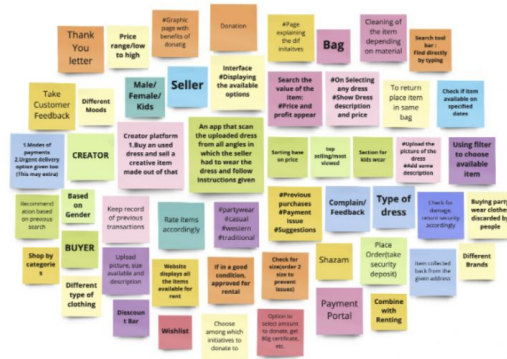 Thank
You
letter
Price
range/low
to high
#Graphic
page with
benefits of
donatig
Donation
#Page
explaining
the dif
initatives
Bag
Cleaning of
the item
depending
on
material
Search tool
bar :
Find directly
by typing
Take
Customer
Feedback
Different
Moods
Male/
Female/
Kids
Seller
Interface
#Displaying
the available
options
Search the
value of the
item:
#Price and
profit appear
#On Selecting
any dress
#Show Dress
description
and price
To return
place item
in same
bag
Check if item
available on
specified
dates
1.Modes of
payments
2.Urgent delivery
option given too
(This may extra)
CREATOR
Creator platform
1.Buy an used
dress and sell a
creative item
made out of that
An app that scan
the uploaded dress
from all angles in
which the seller
had to wear the
dress and follow
instructions given
Sorting base
on price
top
selling/most
viewed
Section for
kids wear
#Upload the
picture of the
dress
#Add some
description
Using filter
to choose
available
item
Recommend
ation based
on previous
search
Based
on
Gender
Keep record
of previous
transactions
Rate items
accordingly
#partywear
#casual
#western
#traditional
#Previous
purchases
#Payment
Issue
#Suggestions
Complain/
Feedback
Type of
dress
Check for
damage,
return security
accordingly
Buying party
wear clothes
discarded by
people
Shop by
categorie
s
BUYER
Upload
picture, size
available and
description
Website
displays all
the items
available for
rent
If in a good
condition,
approved for
rental
Check for
size(order 2
size to
prevent
issues)
Shazam
Place
Order(take
security
deposit)
Item collected
back from the
given address.
Different
Brands
Different
type of
clothing
Disscount
Bar
Wishlist
Choose
among which
initiatives to
donate to
Option to
select amount
to donate, get
80g certificate,
etc.
Payment
Portal
Combine
with
Renting